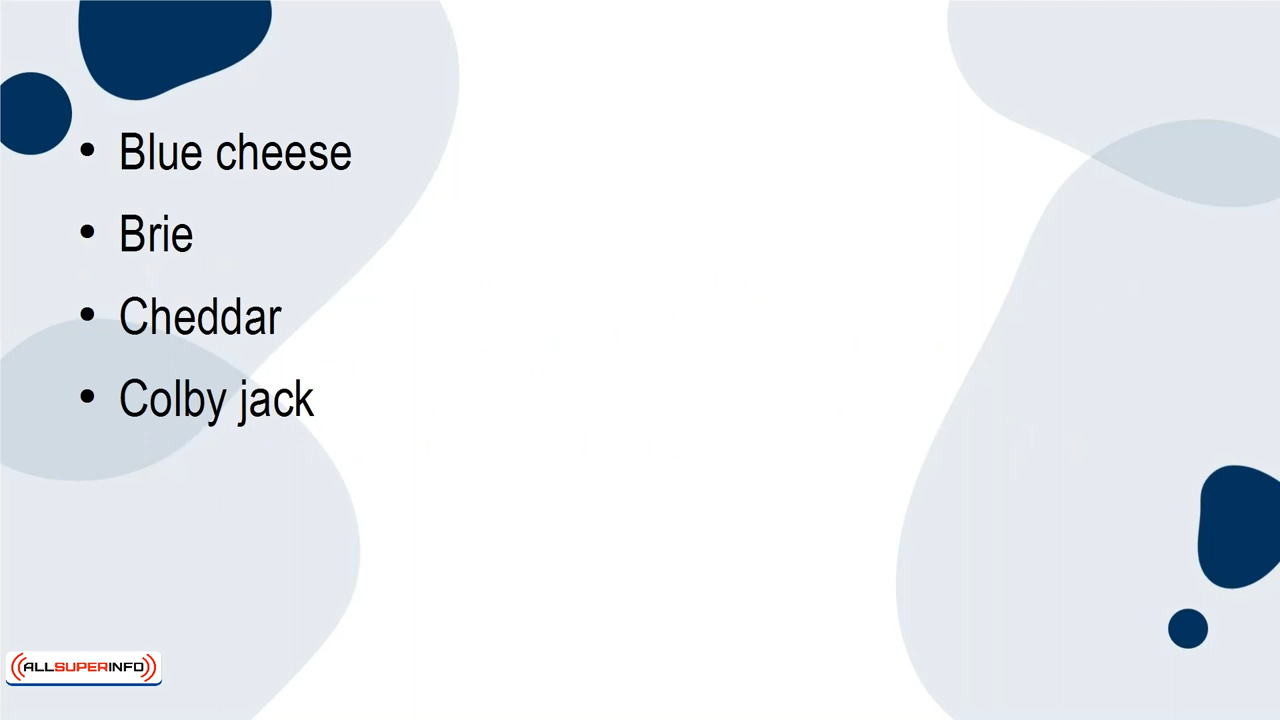 • Blue cheese
• Brie
• Cheddar
• Colby jack
ALLSUPERINFO